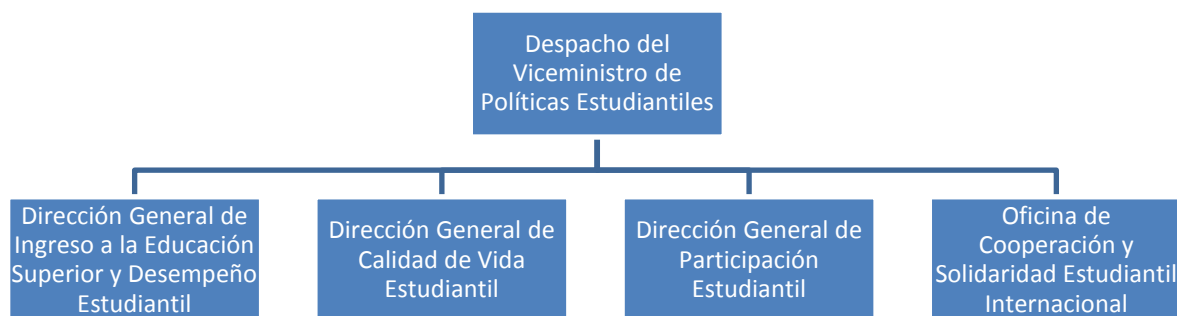 Despacho del
Viceministro de
Políticas Estudiantiles
Dirección General de
Ingreso a la Educación
Superior y Desempeño
Estudiantil
Dirección General de
Calidad de Vida
Estudiantil
Dirección General de
Participación
Estudiantil
Oficina de
Cooperación y
Solidaridad Estudiantil
Internacional